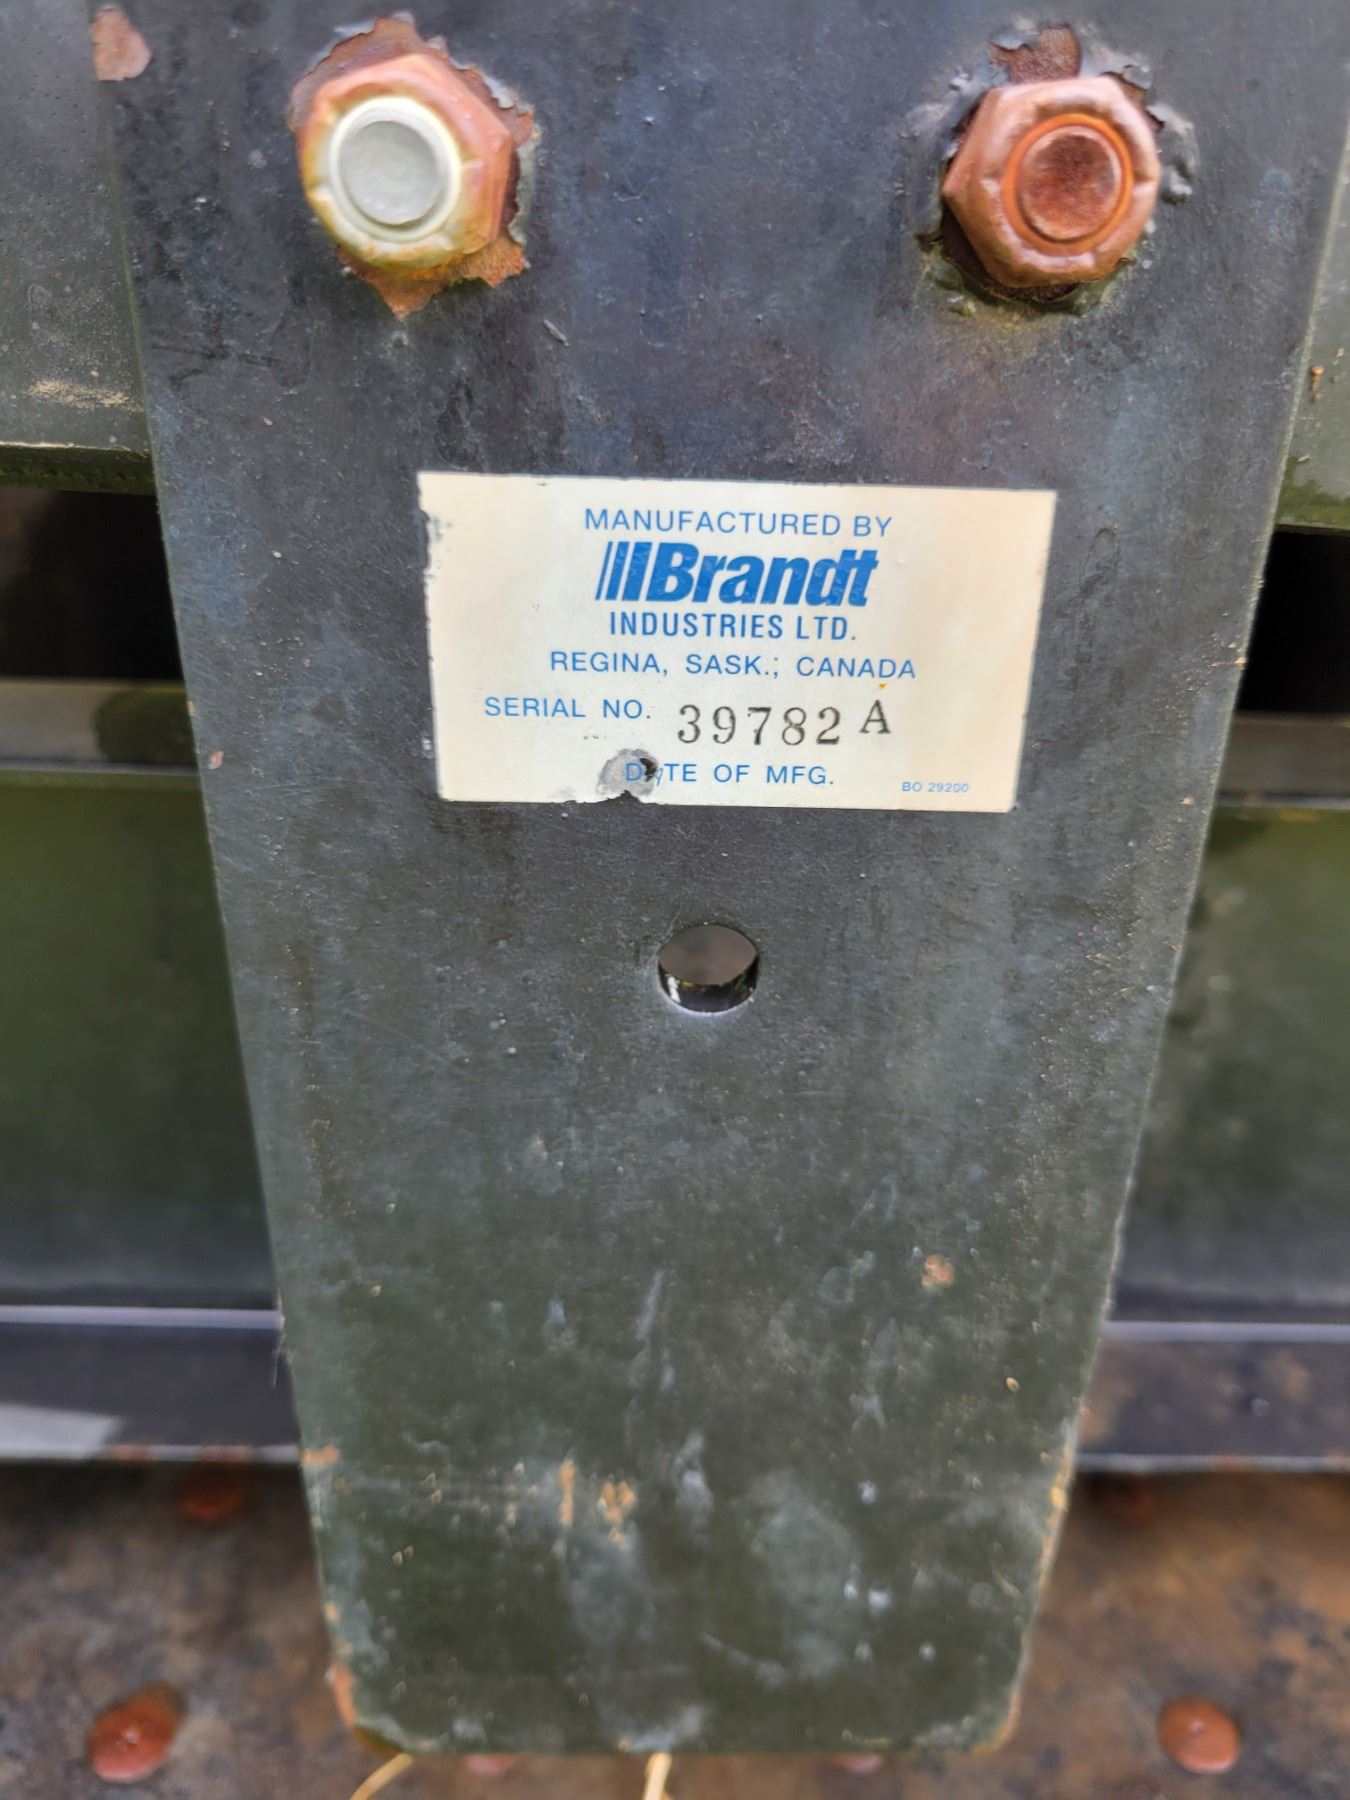 MANUFACTURED BY
Brandt
INDUSTRIES LTD.
REGINA, SASK.; CANADA
SERIAL NO. 39782 A
DATE OF MFG.
BO 29200